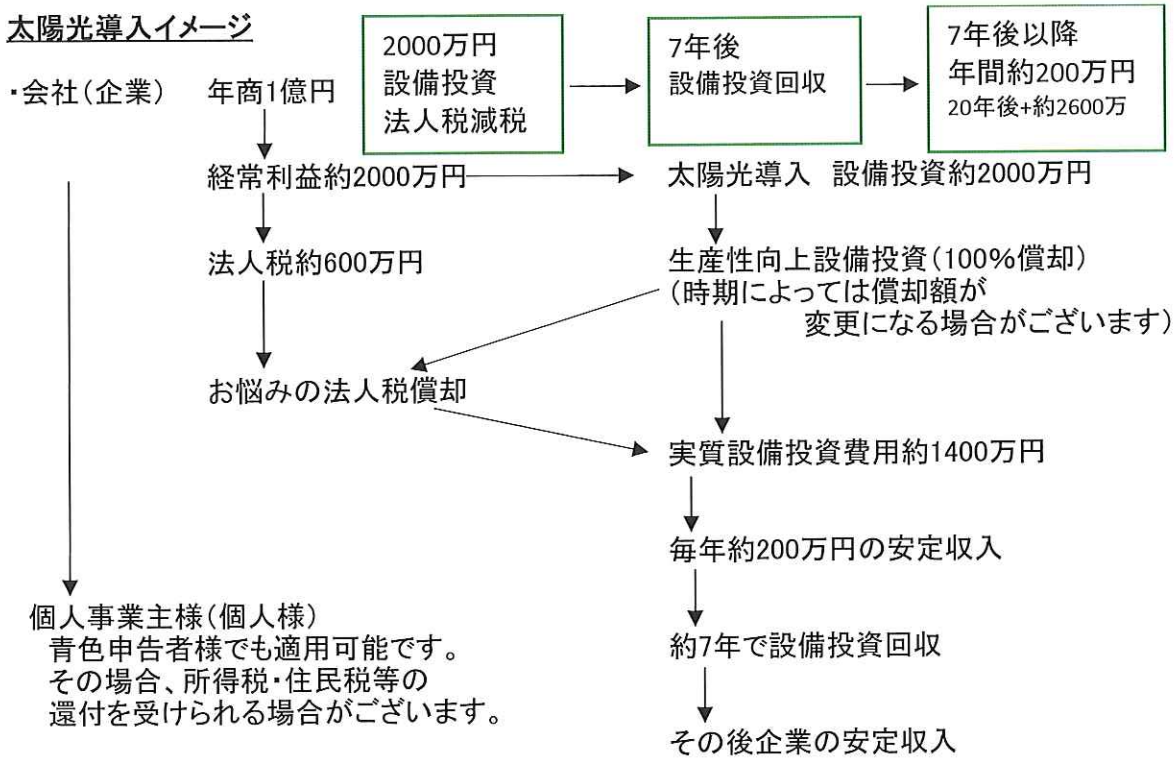 太陽光導入イメージ
2000万円
設備投資
法人税減税
7年後
設備投資回収
7年後以降
年間約200万円
20年後+約2600万
・会社(企業)
年商1億円
経常利益約2000万円
太陽光導入 設備投資約2000万円
法人税約600万円
生産性向上設備投資(100%償却)
(時期によっては償却額が
変更になる場合がございます)
お悩みの法人税償却
実質設備投資費用約1400万円
毎年約200万円の安定収入
個人事業主様(個人様)
青色申告者様でも適用可能です。
その場合、所得税・住民税等の
還付を受けられる場合がございます。
約7年で設備投資回収
その後企業の安定収入